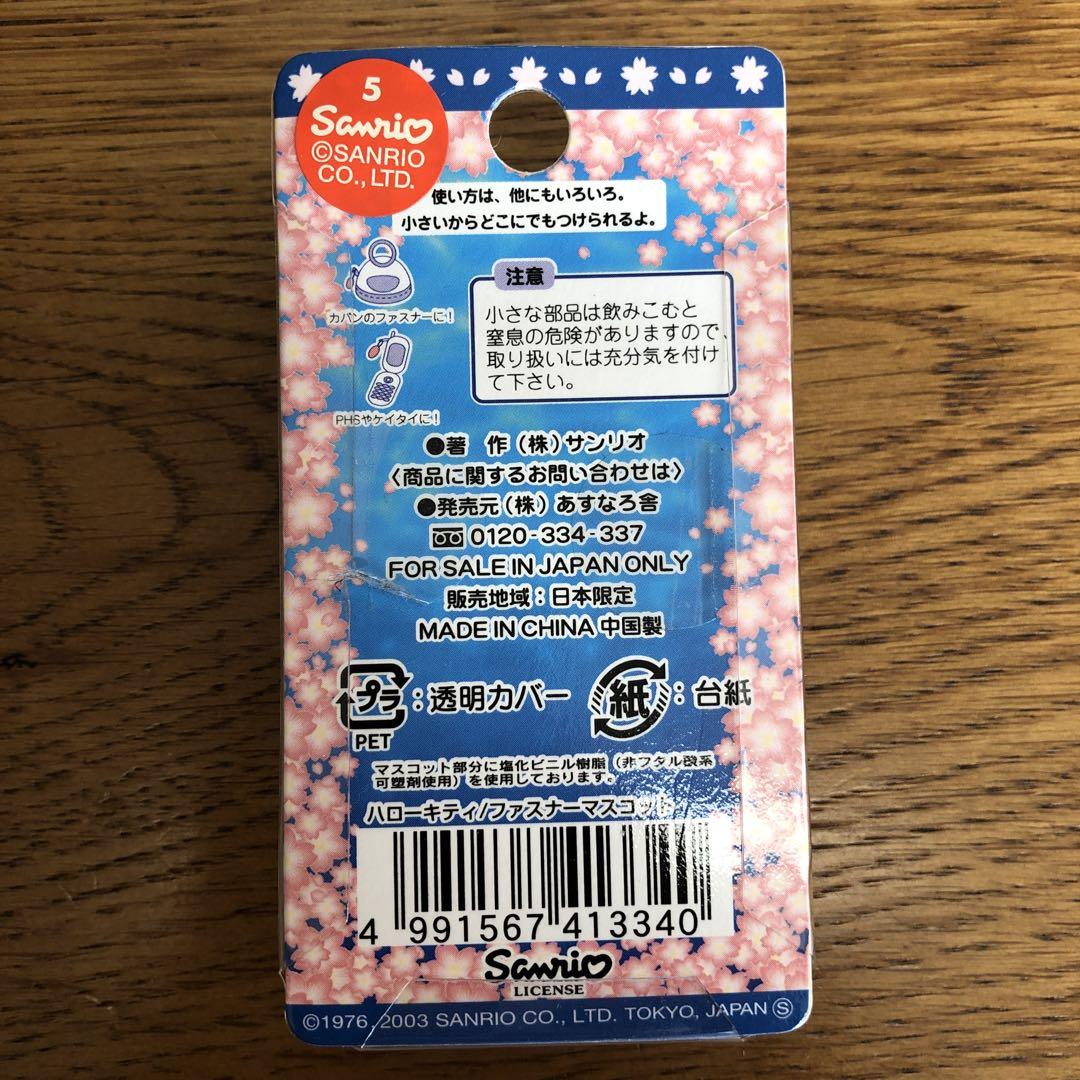 5
Sanrio
©SANRIO
CO., LTD.
使い方は、他にもいろいろ。
小さいからどこにでもつけられるよ。
カバンのファスナーに!
PHSやケイタイに!
注意
小さな部品は飲みこむと
窒息の危険がありますので、
取り扱いには充分気を付け
て下さい。
●著 作(株)サンリオ
〈商品に関するお問い合わせは〉
●発売元(株)あすなろ舎
0120-334-337
FOR SALE IN JAPAN ONLY
販売地域:日本限定
MADE IN CHINA 中国製
プラ:透明カバー
PET
紙:台紙
マスコット部分に塩化ビニル樹脂(非フタル酸系
可塑剤使用)を使用しております。
ハローキティ/ファスナーマスコット
4 991567 413340
Sanrio
LICENSE
©1976, 2003 SANRIO CO., LTD. TOKYO, JAPAN Ⓢ